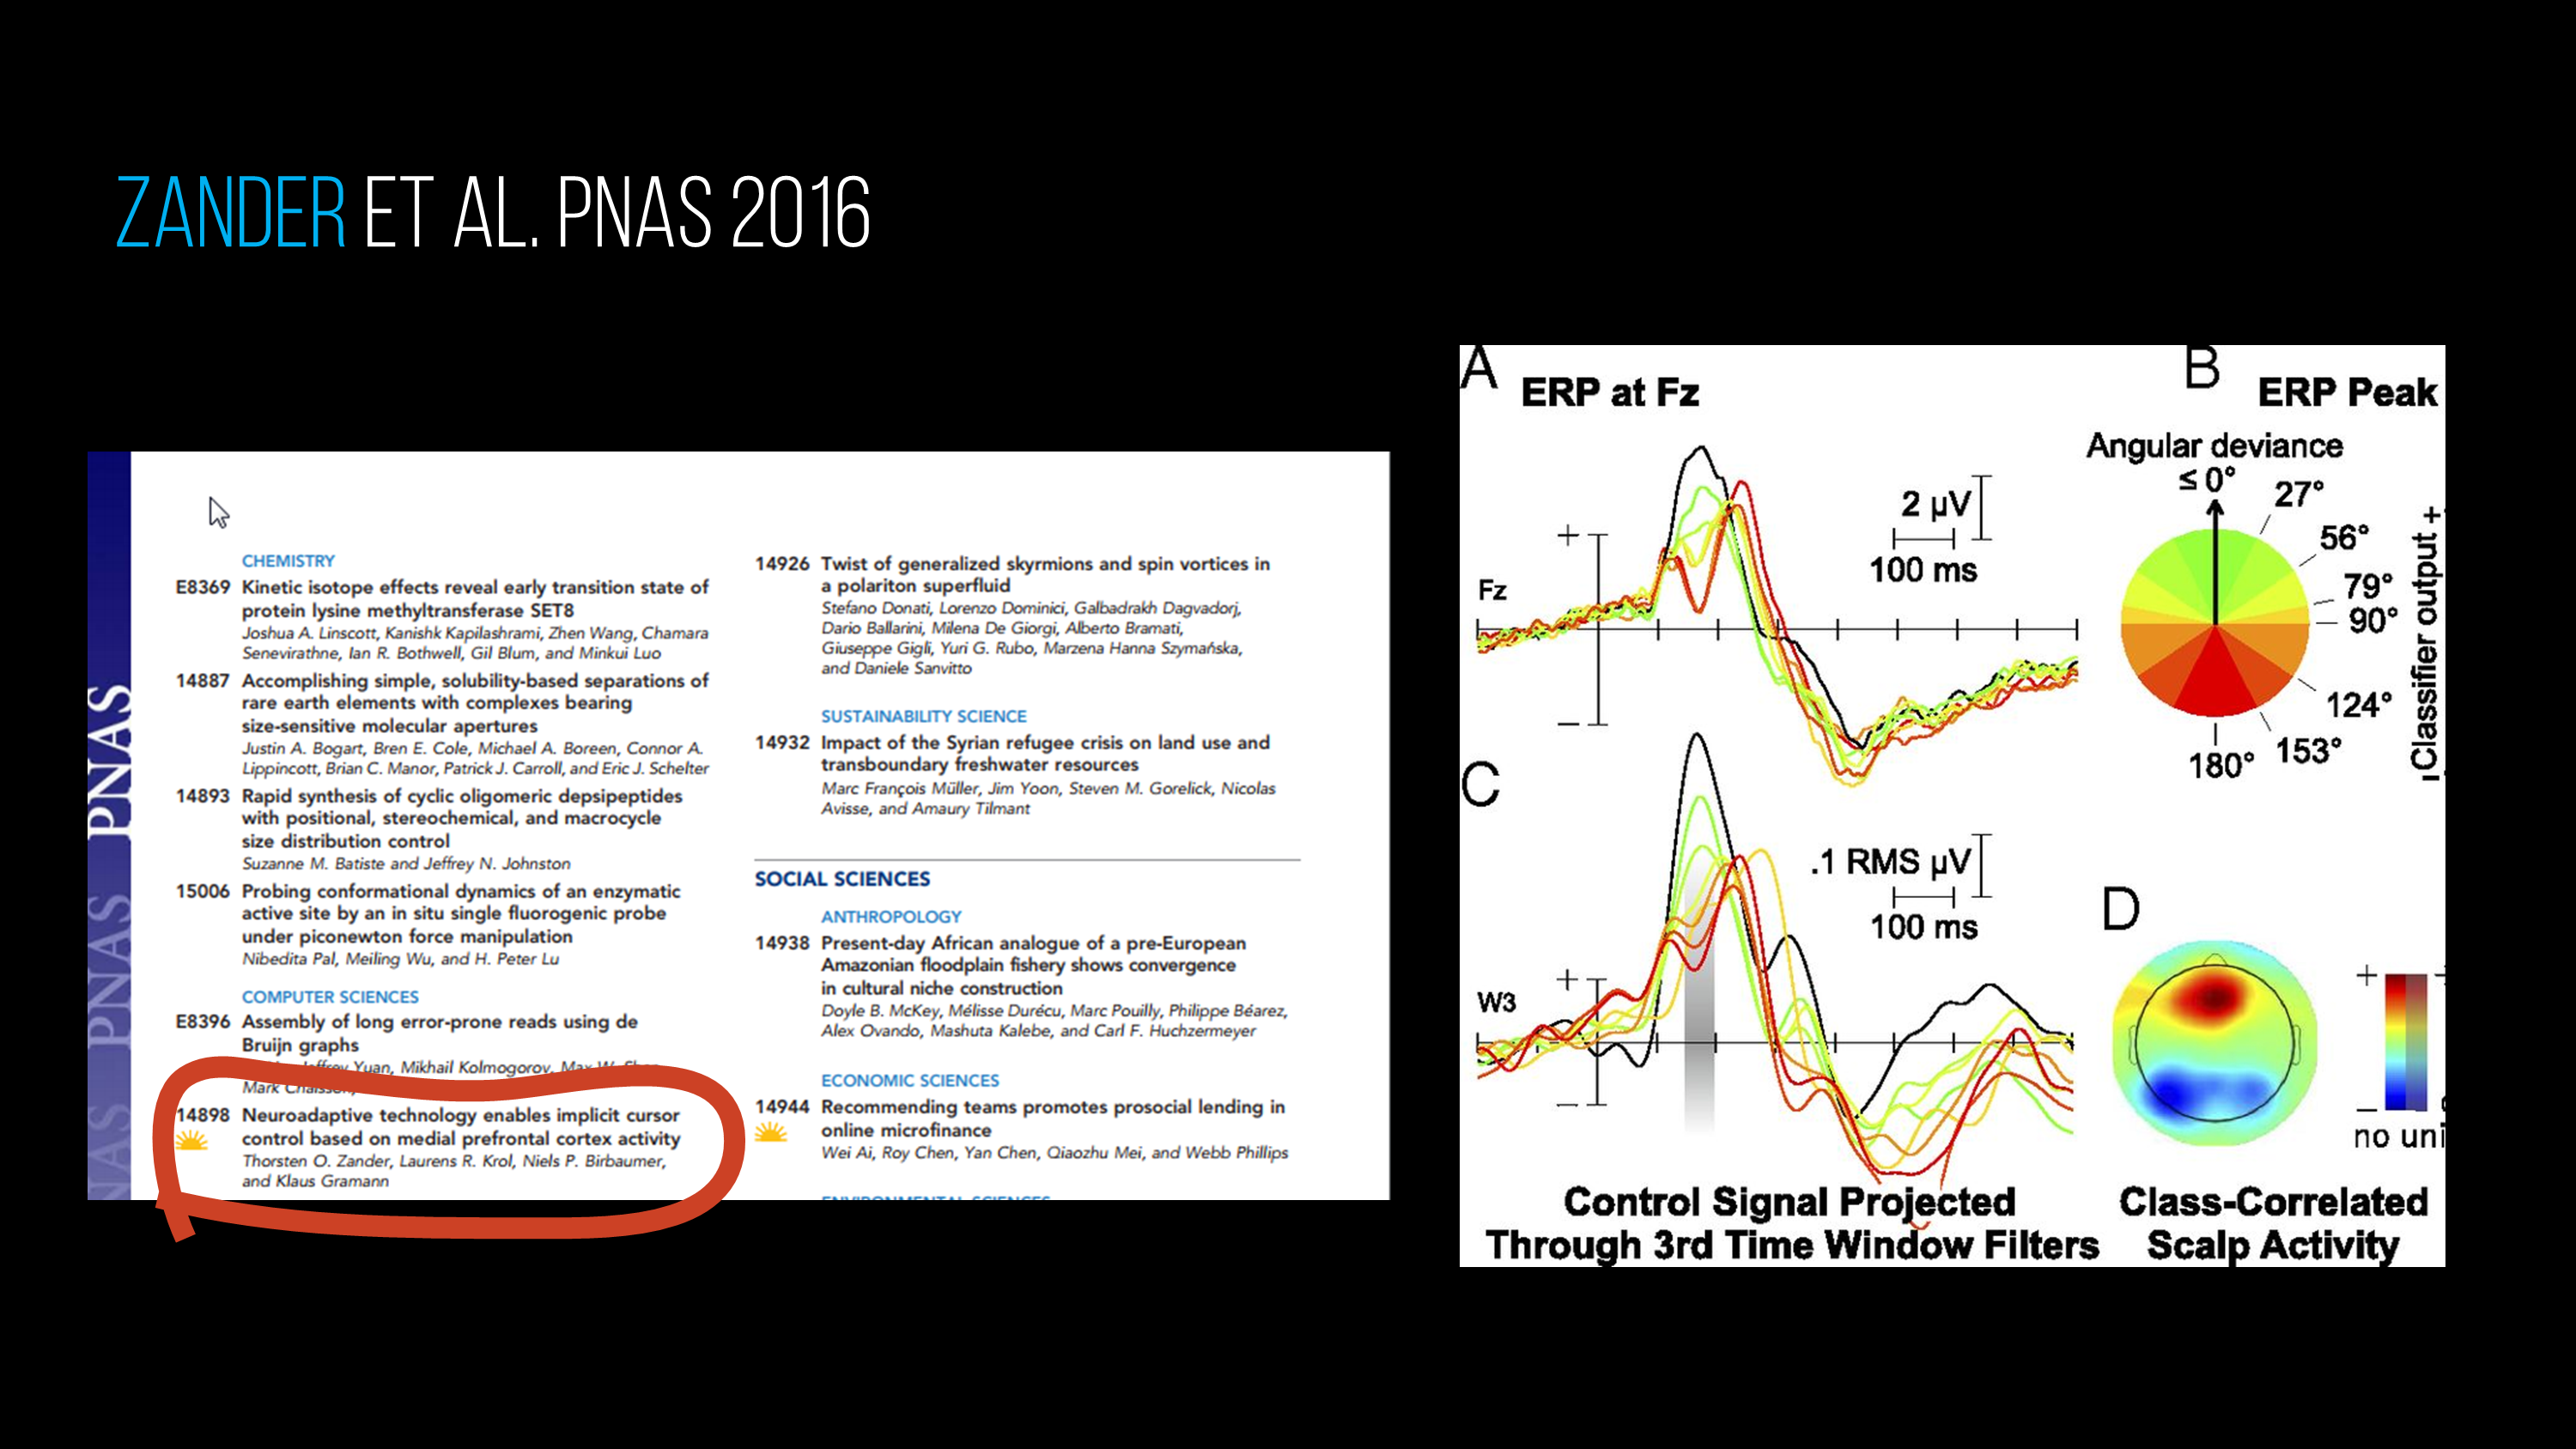 ZANDER ET AL. PNAS 2016
PNAS PNAS PNAS
CHEMISTRY
E8369 Kinetic isotope effects reveal early transition state of
protein lysine methyltransferase SET8
Joshua A. Linscott, Kanishk Kapilashrami, Zhen Wang, Chamara
Senevirathne, Ian R. Bothwell, Gil Blum, and Minkui Luo
14887 Accomplishing simple, solubility-based separations of
rare earth elements with complexes bearing
size-sensitive molecular apertures
Justin A. Bogart, Bren E. Cole, Michael A. Boreen, Connor A.
Lippincott, Brian C. Manor, Patrick J. Carroll, and Eric J. Schelter
14893 Rapid synthesis of cyclic oligomeric depsipeptides
with positional, stereochemical, and macrocycle
size distribution control
Suzanne M. Batiste and Jeffrey N. Johnston
15006 Probing conformational dynamics of an enzymatic
active site by an in situ single fluorogenic probe
under piconewton force manipulation
Nibedita Pal, Meiling Wu, and H. Peter Lu
COMPUTER SCIENCES
E8396 Assembly of long error-prone reads using de
Bruijn graphs
Jeffrey Yuan, Mikhail Kolmogorov, Max W. Shen,
Mark Chaisson,
14898 Neuroadaptive technology enables implicit cursor
control based on medial prefrontal cortex activity
Thorsten O. Zander, Laurens R. Krol, Niels P. Birbaumer,
and Klaus Gramann
14926 Twist of generalized skyrmions and spin vortices in
a polariton superfluid
Stefano Donati, Lorenzo Dominici, Galbadrakh Dagvadorj,
Dario Ballarini, Milena De Giorgi, Alberto Bramati,
Giuseppe Gigli, Yuri G. Rubo, Marzena Hanna Szymańska,
and Daniele Sanvitto
SUSTAINABILITY SCIENCE
14932 Impact of the Syrian refugee crisis on land use and
transboundary freshwater resources
Marc François Müller, Jim Yoon, Steven M. Gorelick, Nicolas
Avisse, and Amaury Tilmant
SOCIAL SCIENCES
ANTHROPOLOGY
14938 Present-day African analogue of a pre-European
Amazonian floodplain fishery shows convergence
in cultural niche construction
Doyle B. McKey, Mélisse Durécu, Marc Pouilly, Philippe Béarez,
Alex Ovando, Mashuta Kalebe, and Carl F. Huchzermeyer
ECONOMIC SCIENCES
14944 Recommending teams promotes prosocial lending in
online microfinance
Wei Ai, Roy Chen, Yan Chen, Qiaozhu Mei, and Webb Phillips
ENVIRONMENTAL SCIENCES
A
ERP at Fz
2 µV
100 ms
+
Fz
−
B
ERP Peak
Angular deviance
≤ 0°
27°
56°
79°
90°
124°
153°
180°
- Classifier output +
C
.1 RMS µV
100 ms
+
W3
−
Control Signal Projected
Through 3rd Time Window Filters
D
+
−
no uni
Class-Correlated
Scalp Activity